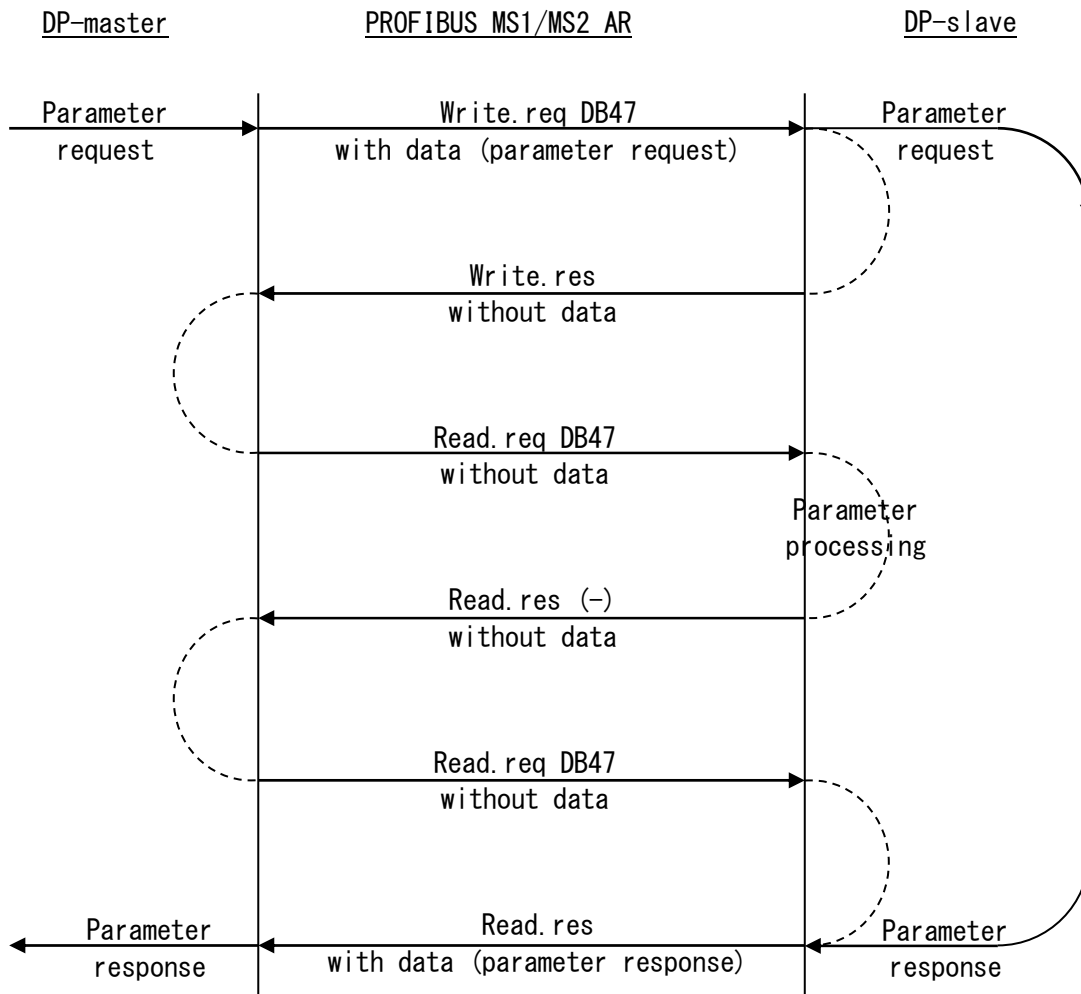 DP-master
PROFIBUS MS1/MS2 AR
DP-slave
Parameter
request
Write.req DB47
with data (parameter request)
Parameter
request
Write.res
without data
Read.req DB47
without data
Parameter
processing
Read.res (-)
without data
Read.req DB47
without data
Parameter
response
Read.res
with data (parameter response)
Parameter
response